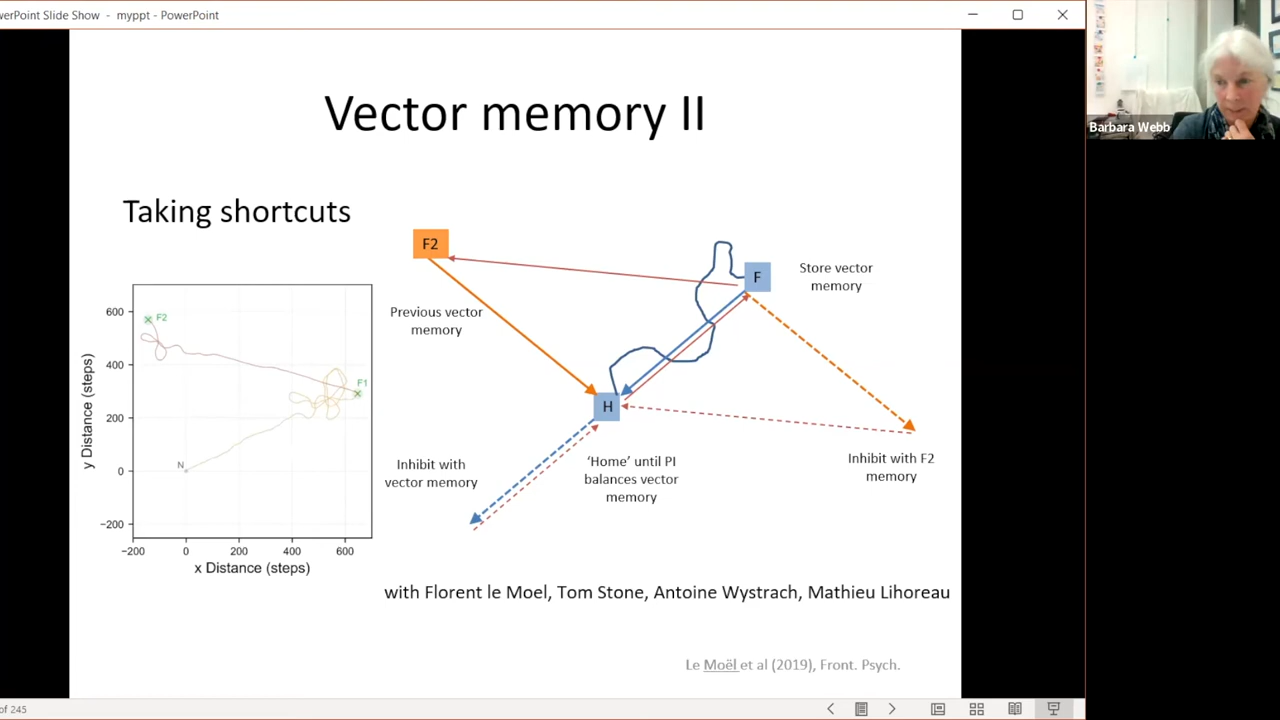 werPoint Slide Show - myppt - PowerPoint
Barbara Webb
Vector memory II
Taking shortcuts
F2
F
Store vector
memory
Previous vector
memory
H
Inhibit with
vector memory
'Home' until PI
balances vector
memory
Inhibit with F2
memory
600
400
200
0
−200
−200
0
200
400
600
y Distance (steps)
x Distance (steps)
F2
F1
N
with Florent le Moel, Tom Stone, Antoine Wystrach, Mathieu Lihoreau
Le Moël et al (2019), Front. Psych.
of 245